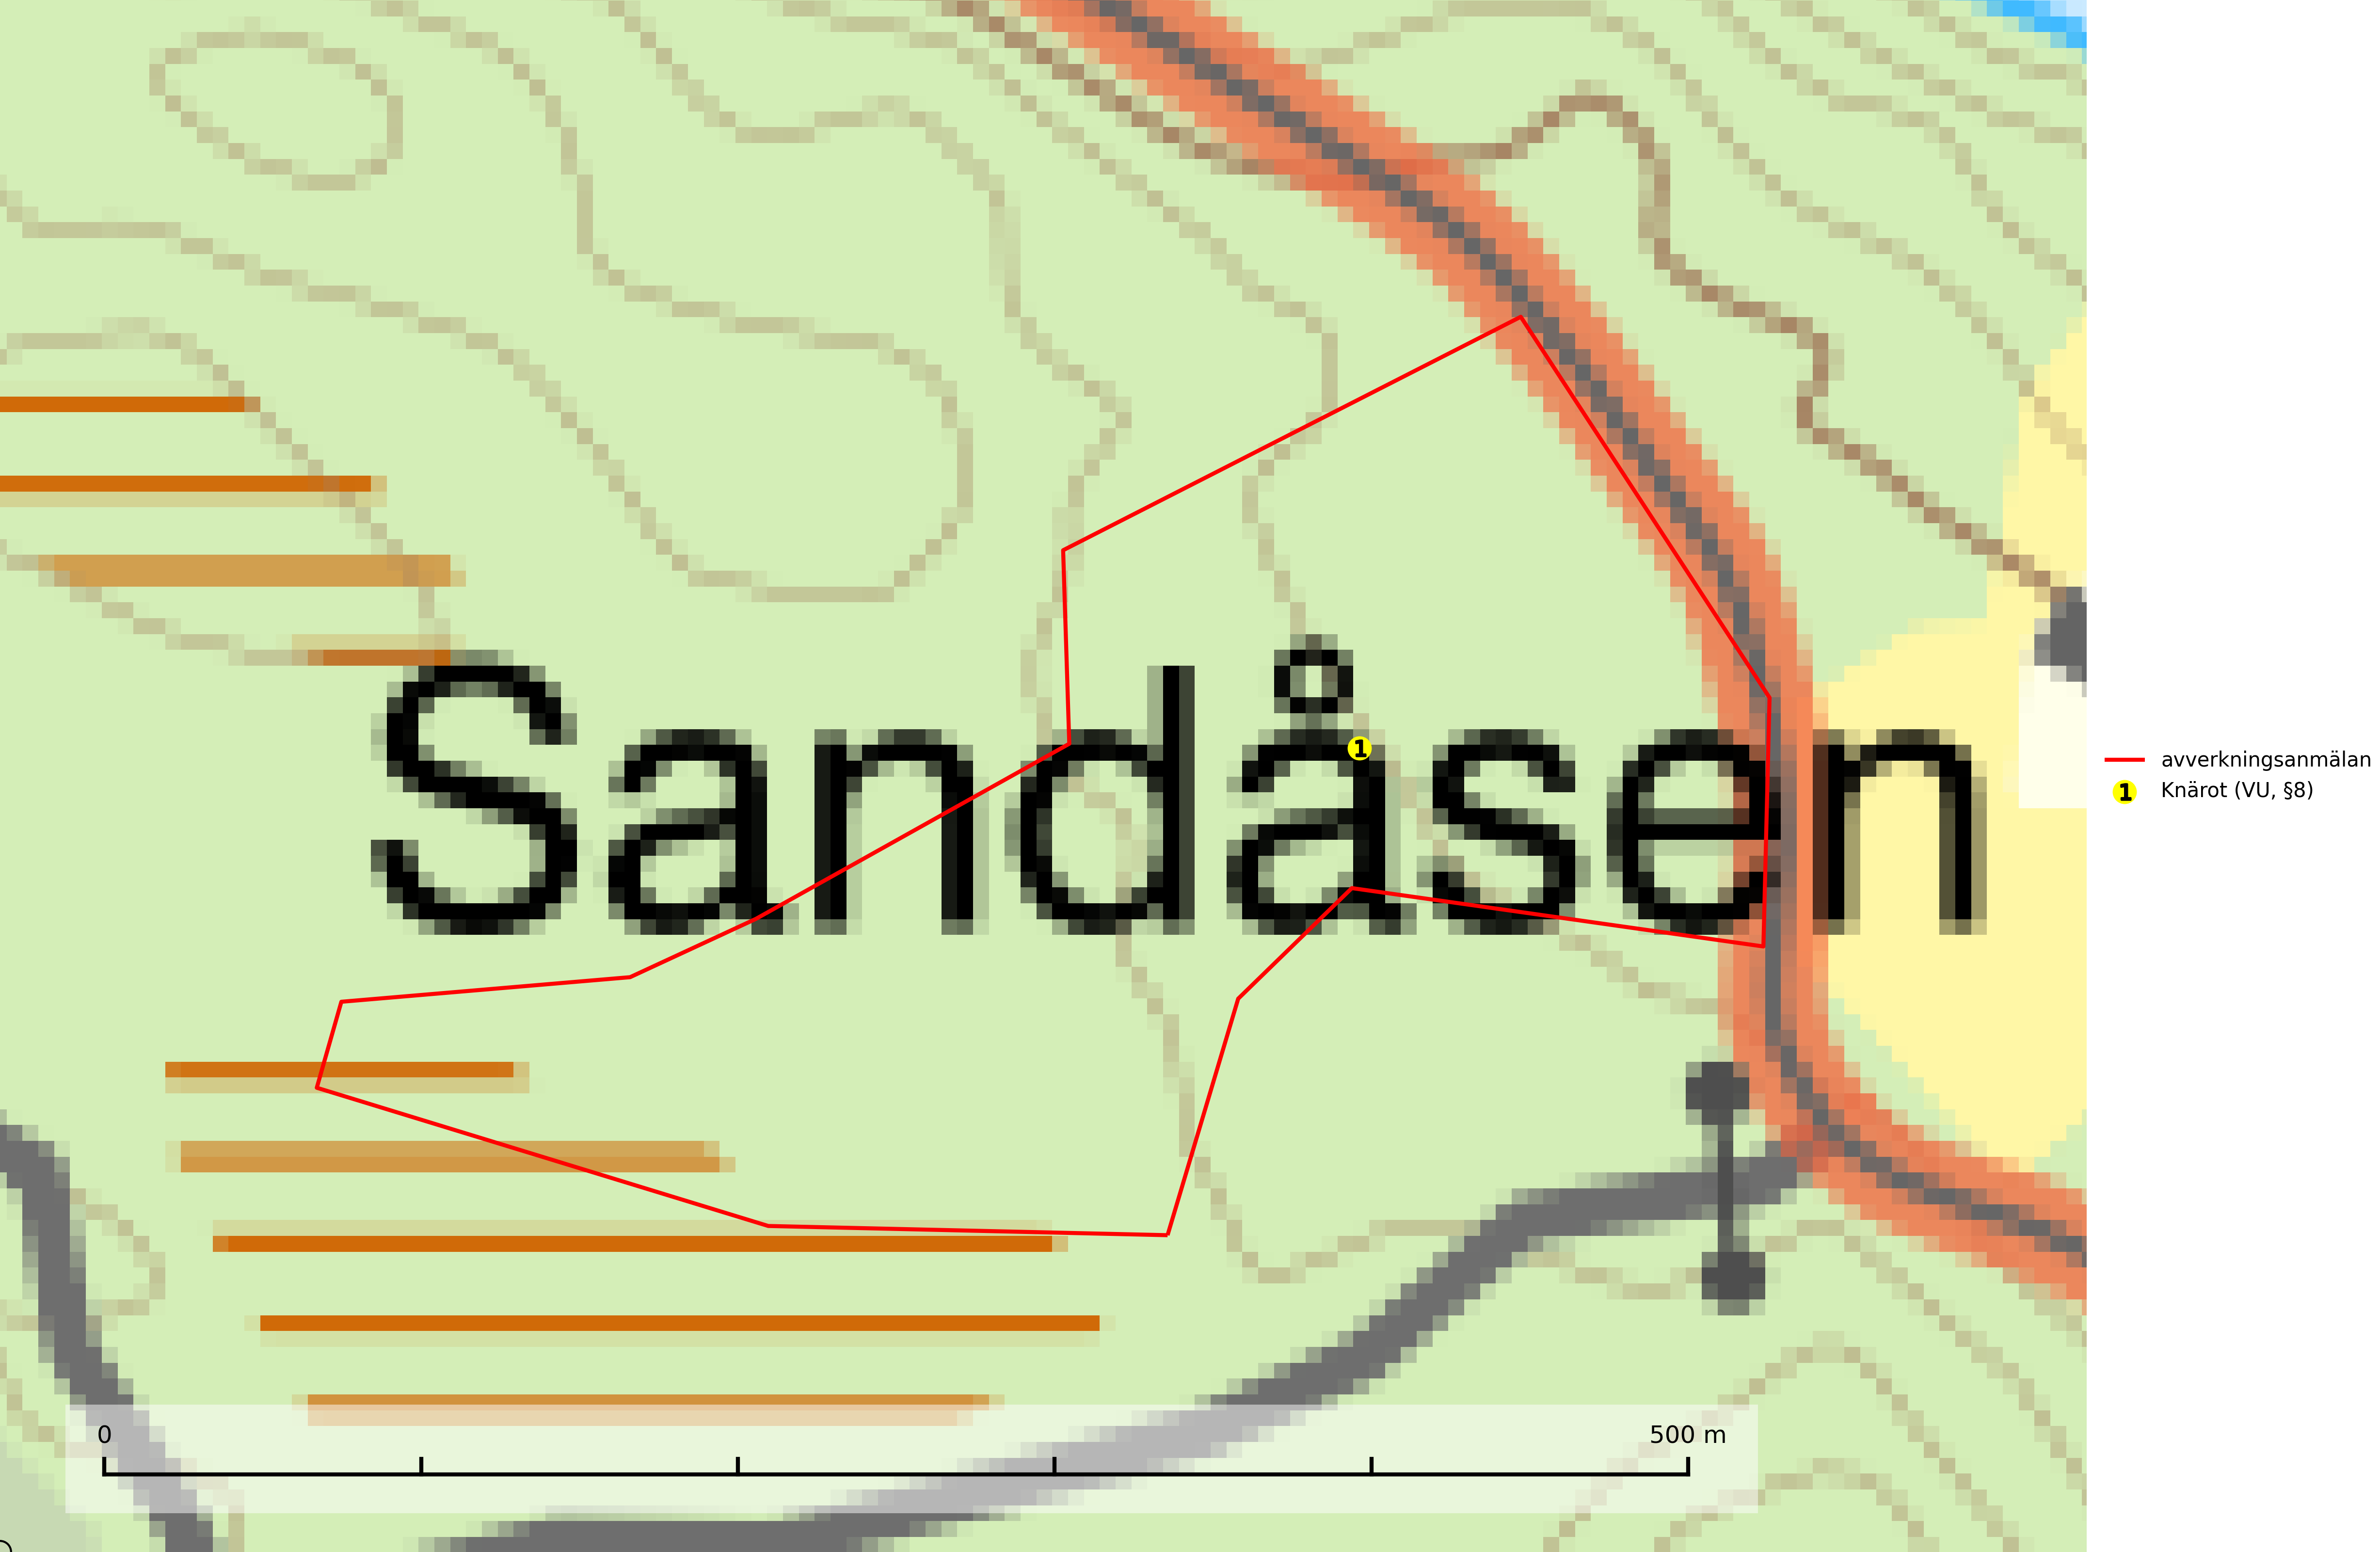 Sandåsen
1
avverkningsanmälan
1 Knärot (VU, §8)
0 500 m